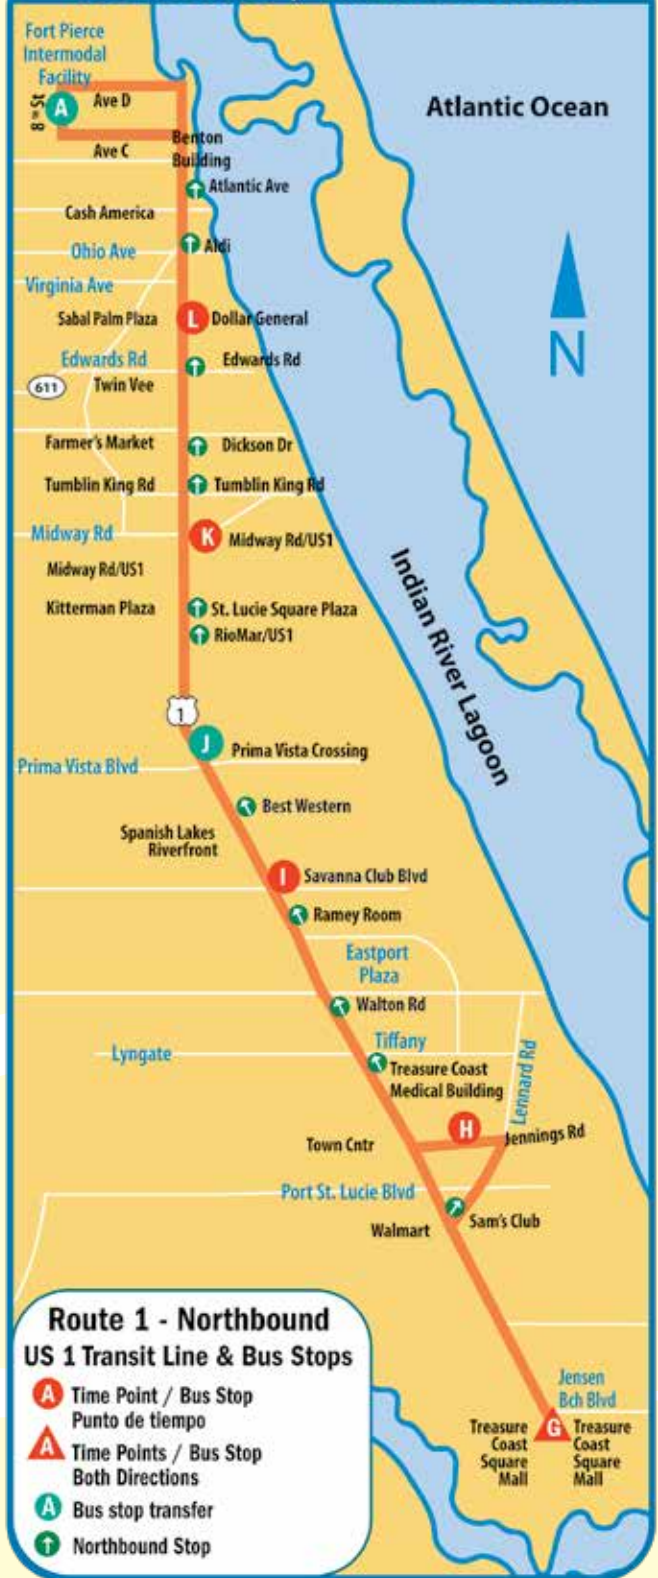 Fort Pierce
Intermodal
Facility
A
Ave D
Ave C
Benton
Building
Atlantic Ave
Cash America
Ohio Ave
Aldi
Virginia Ave
Sabal Palm Plaza
L
Dollar General
Edwards Rd
Edwards Rd
611
Twin Vee
Farmer's Market
Dickson Dr
Tumblin King Rd
Tumblin King Rd
Midway Rd
K
Midway Rd/US1
Midway Rd/US1
Kitterman Plaza
St. Lucie Square Plaza
RioMar/US1
1
J
Prima Vista Crossing
Prima Vista Blvd
Best Western
Spanish Lakes
Riverfront
I
Savanna Club Blvd
Ramey Room
Eastport
Plaza
Walton Rd
Lyngate
Tiffany
Treasure Coast
Medical Building
Lennard Rd
H
Jennings Rd
Town Cntr
Port St. Lucie Blvd
Sam's Club
Walmart
Jensen
Bch Blvd
G
Treasure
Coast
Square
Mall
Treasure
Coast
Square
Mall
Atlantic Ocean
N
Indian River Lagoon
Route 1 - Northbound
US 1 Transit Line & Bus Stops
A Time Point / Bus Stop
Punto de tiempo
A Time Points / Bus Stop
Both Directions
A Bus stop transfer
Northbound Stop